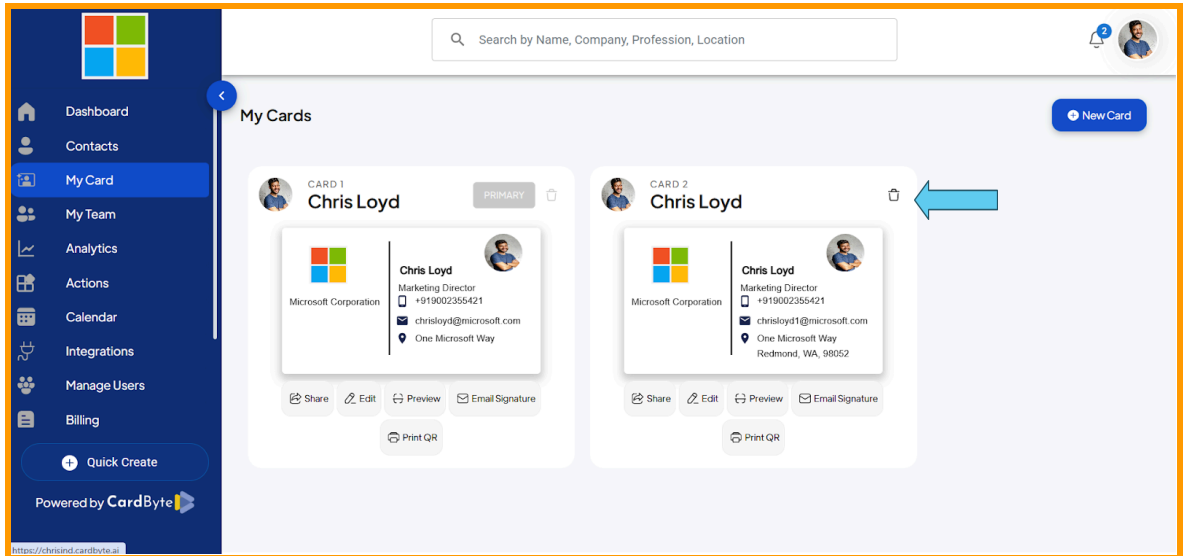 Search by Name, Company, Profession, Location
2
Dashboard
Contacts
My Card
My Team
Analytics
Actions
Calendar
Integrations
Manage Users
Billing
Quick Create
Powered by CardByte
https://chrisind.cardbyte.ai
My Cards
New Card
CARD 1
Chris Loyd
PRIMARY
Microsoft Corporation
Chris Loyd
Marketing Director
+919002355421
chrisloyd@microsoft.com
One Microsoft Way
Share
Edit
Preview
Email Signature
Print QR
CARD 2
Chris Loyd
Microsoft Corporation
Chris Loyd
Marketing Director
+919002355421
chrisloyd1@microsoft.com
One Microsoft Way
Redmond, WA, 98052
Share
Edit
Preview
Email Signature
Print QR